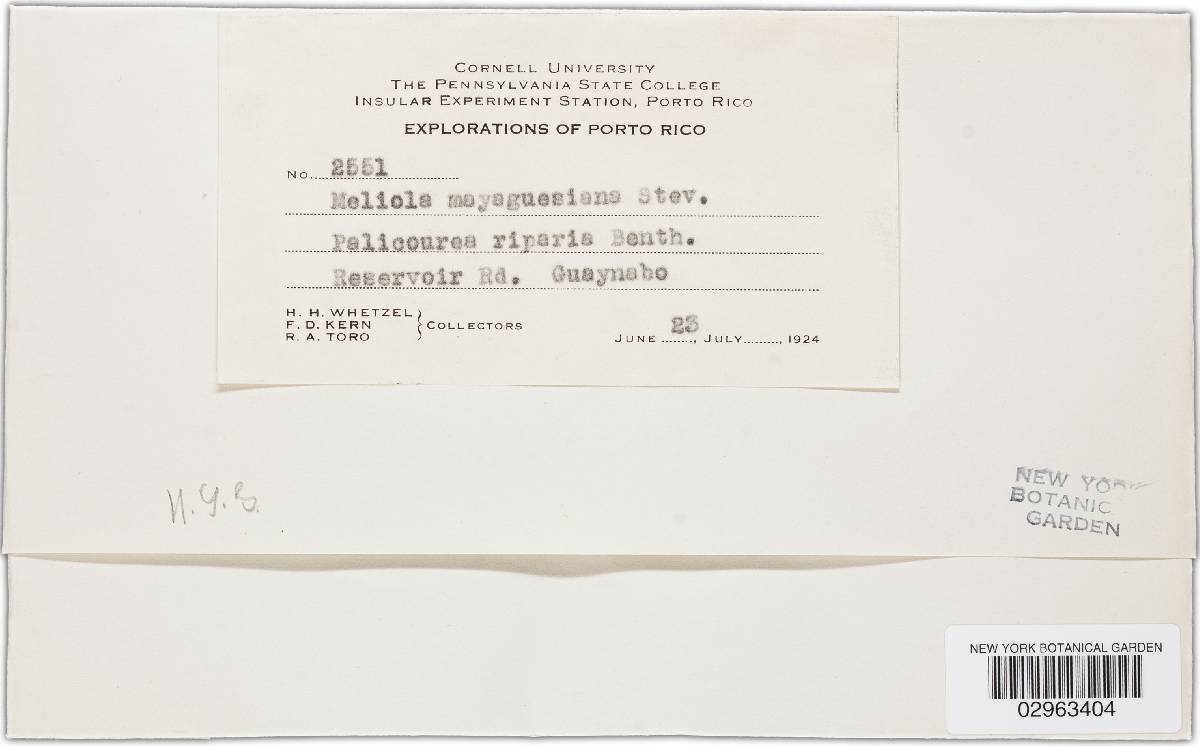 CORNELL UNIVERSITY
THE PENNSYLVANIA STATE COLLEGE
INSULAR EXPERIMENT STATION, PORTO RICO
EXPLORATIONS OF PORTO RICO
No. 2551
Meliola mayaguesiana Stev.
Palicourea riparia Benth.
Reservoir Rd. Guaynabo
H. H. WHETZEL
F. D. KERN
R. A. TORO
} COLLECTORS
JUNE 23, JULY........., 1924
N.Y.B.
NEW YORK
BOTANIC
GARDEN
NEW YORK BOTANICAL GARDEN
02963404